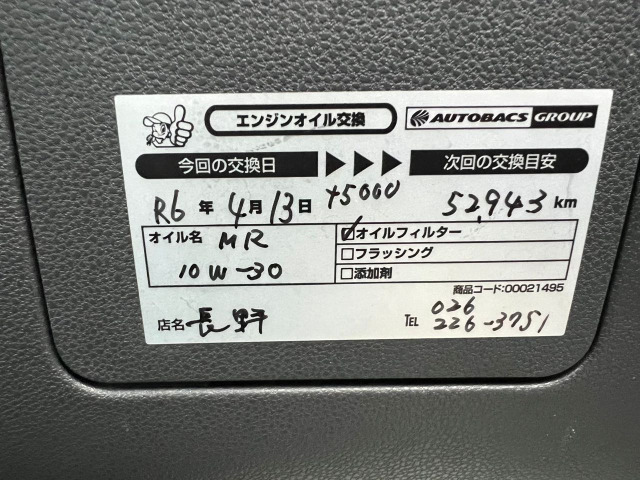 エンジンオイル交換 AUTOBACS GROUP
今回の交換日 ▶▶▶ 次回の交換目安
R6年 4月13日 +5000 52,943km
オイル名 MR ☑オイルフィルター
10W-30 □フラッシング
□添加剤
商品コード:00021495
店名 長野 TEL 026
226-3751